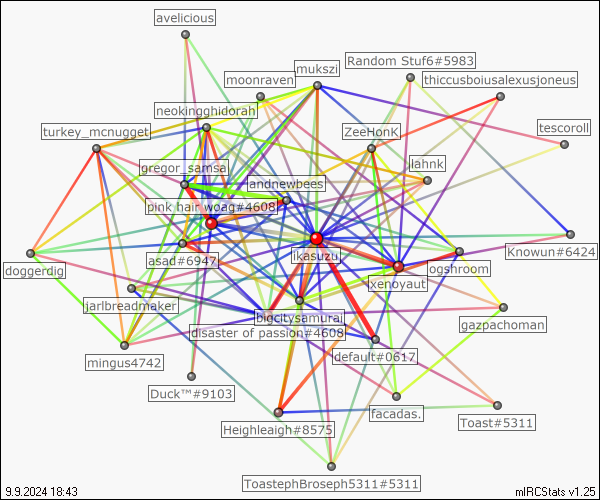 avelicious
mukszi
Random Stuf6#5983
moonraven
thiccusboiusalexusjoneus
neokingghidorah
turkey_mcnugget
ZeeHonK
tescoroll
gregor_samsa
jlahnk
andnewbees
pink hair woag#4608
doggerdig
asad#6947
ikasuzu
ogshroom
Knowun#6424
xenoyaut
jarlbreadmaker
bigcitysamurai
gazpachoman
disaster of passion#4608
mingus4742
default#0617
Duck™#9103
facadas.
Heighleaigh#8575
Toast#5311
ToastephBroseph5311#5311
9.9.2024 18:43
mIRCStats v1.25